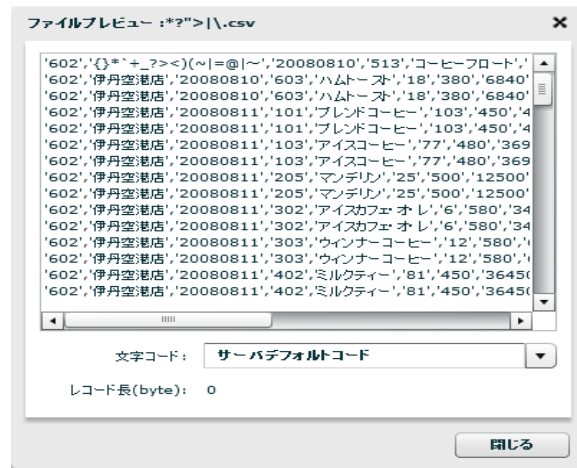 ファイルプレビュー :*?">|\.csv
'602','{}*`+_?><)(~|=@|~','20080810','513','コーヒーフロート','
'602','伊丹空港店','20080810','603','ハムトースト','18','380','6840'
'602','伊丹空港店','20080810','603','ハムトースト','18','380','6840'
'602','伊丹空港店','20080811','101','ブレンドコーヒー','103','450','4
'602','伊丹空港店','20080811','101','ブレンドコーヒー','103','450','4
'602','伊丹空港店','20080811','103','アイスコーヒー','77','480','369
'602','伊丹空港店','20080811','103','アイスコーヒー','77','480','369
'602','伊丹空港店','20080811','205','マンデリン','25','500','12500'
'602','伊丹空港店','20080811','205','マンデリン','25','500','12500'
'602','伊丹空港店','20080811','302','アイスカフェ・オ・レ','6','580','34
'602','伊丹空港店','20080811','302','アイスカフェ・オ・レ','6','580','34
'602','伊丹空港店','20080811','303','ウィンナーコーヒー','12','580','
'602','伊丹空港店','20080811','303','ウィンナーコーヒー','12','580','
'602','伊丹空港店','20080811','402','ミルクティー','81','450','3645
'602','伊丹空港店','20080811','402','ミルクティー','81','450','3645
文字コード: サーバデフォルトコード
レコード長(byte): 0
閉じる